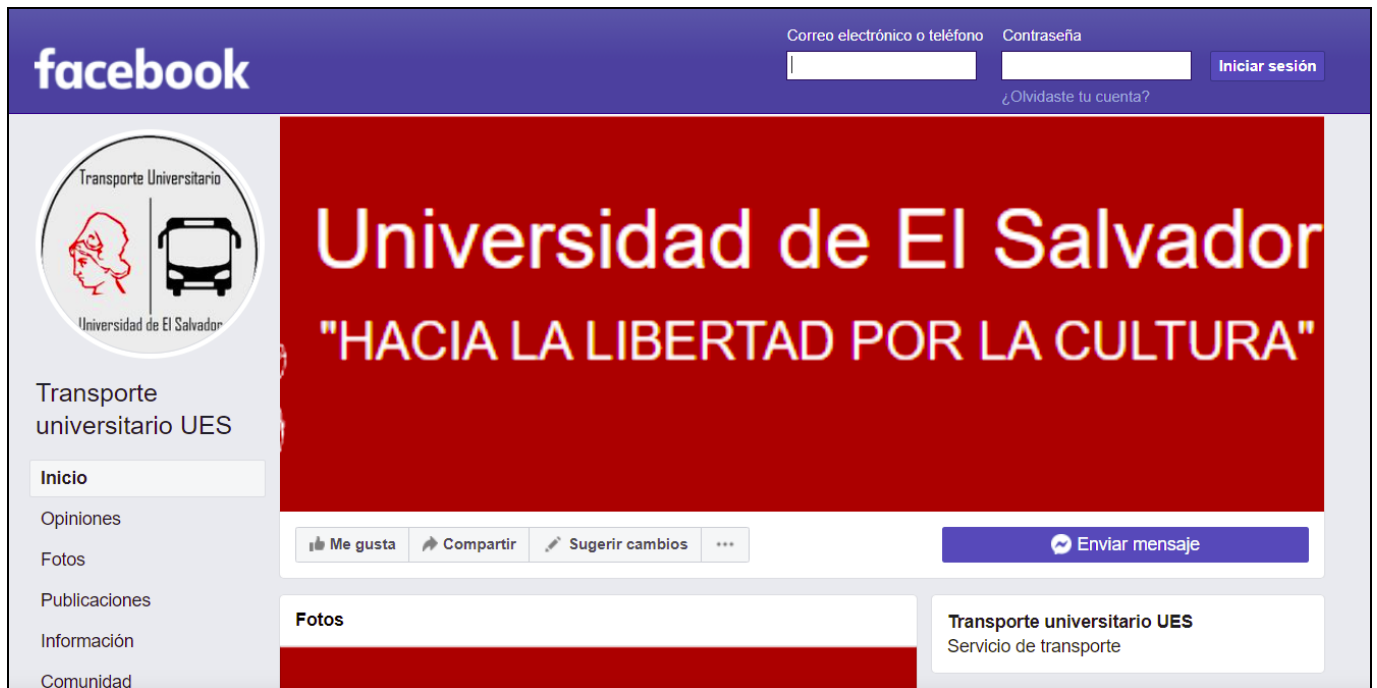 facebook
Correo electrónico o teléfono
Contraseña
Iniciar sesión
¿Olvidaste tu cuenta?
Transporte Universitario
Universidad de El Salvador
Transporte
universitario UES
Inicio
Opiniones
Fotos
Publicaciones
Información
Comunidad
Universidad de El Salvador
"HACIA LA LIBERTAD POR LA CULTURA"
Me gusta
Compartir
Sugerir cambios
Enviar mensaje
Fotos
Transporte universitario UES
Servicio de transporte